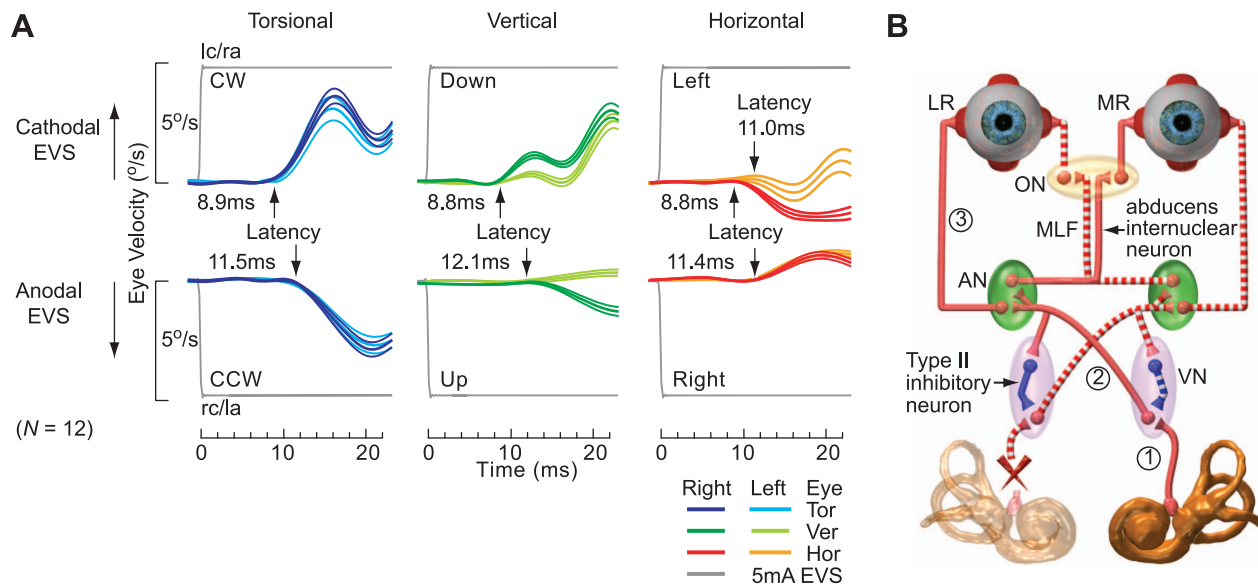 A
Torsional
Vertical
Horizontal
lc/ra
CW
Down
Left
Cathodal
EVS
5°/s
Latency
11.0ms
8.9ms
8.8ms
8.8ms
Eye Velocity (°/s)
Latency
11.5ms
Latency
12.1ms
11.4ms
Anodal
EVS
5°/s
CCW
Up
Right
rc/la
(N = 12)
0 10 20
0 10 20
0 10 20
Time (ms)
Right Left Eye
Tor
Ver
Hor
5mA EVS
B
LR
MR
ON
MLF
abducens
internuclear
neuron
3
AN
Type II
inhibitory
neuron
2
VN
1